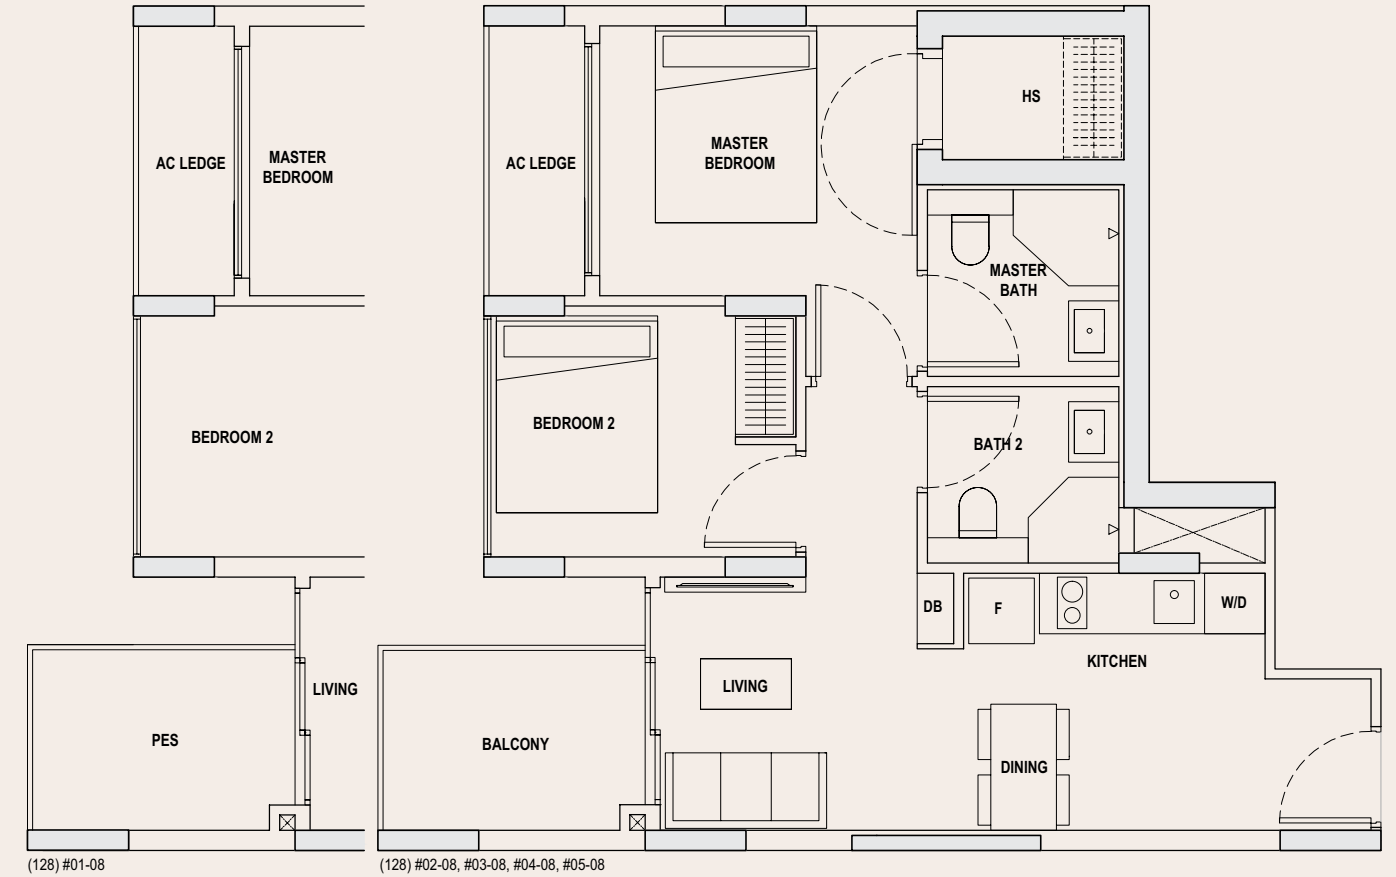 AC LEDGE
MASTER
BEDROOM
BEDROOM 2
LIVING
PES
(128) #01-08
AC LEDGE
MASTER
BEDROOM
HS
MASTER
BATH
BEDROOM 2
BATH 2
DB
F
W/D
KITCHEN
LIVING
BALCONY
DINING
(128) #02-08, #03-08, #04-08, #05-08